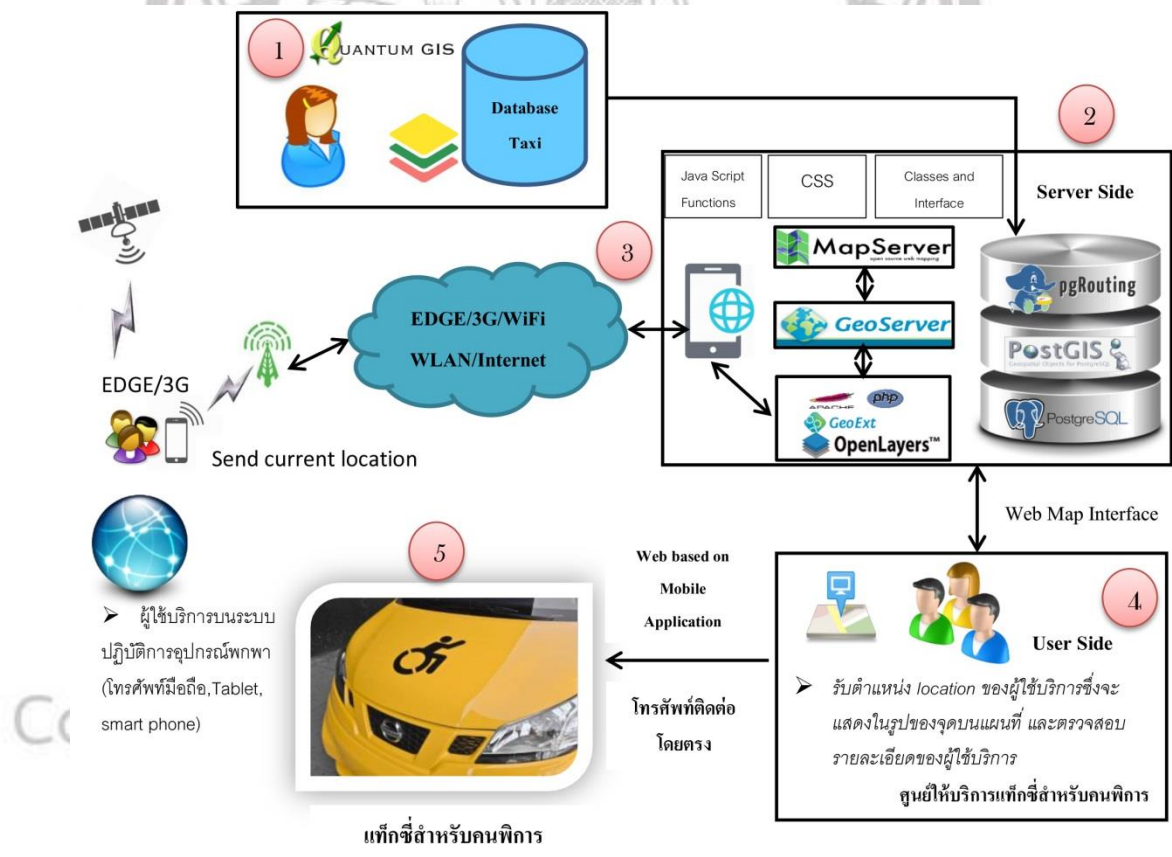 1
QUANTUM GIS
Database
Taxi
2
Java Script
Functions
CSS
Classes and
Interface
Server Side
MapServer
open source web mapping
pgRouting
GeoServer
PostGIS
Geospatial Objects for PostgreSQL
APACHE
php
GeoExt
OpenLayers™
PostgreSQL
3
EDGE/3G/WiFi
WLAN/Internet
EDGE/3G
Send current location
Web Map Interface
➢ ผู้ใช้บริการบนระบบ
ปฏิบัติการอุปกรณ์พกพา
(โทรศัพท์มือถือ,Tablet,
smart phone)
5
Web based on
Mobile
Application
โทรศัพท์ติดต่อ
โดยตรง
แท็กซี่สำหรับคนพิการ
4
User Side
➢ รับตำแหน่ง location ของผู้ใช้บริการซึ่งจะ
แสดงในรูปของจุดบนแผนที่ และตรวจสอบ
รายละเอียดของผู้ใช้บริการ
ศูนย์ให้บริการแท็กซี่สำหรับคนพิการ